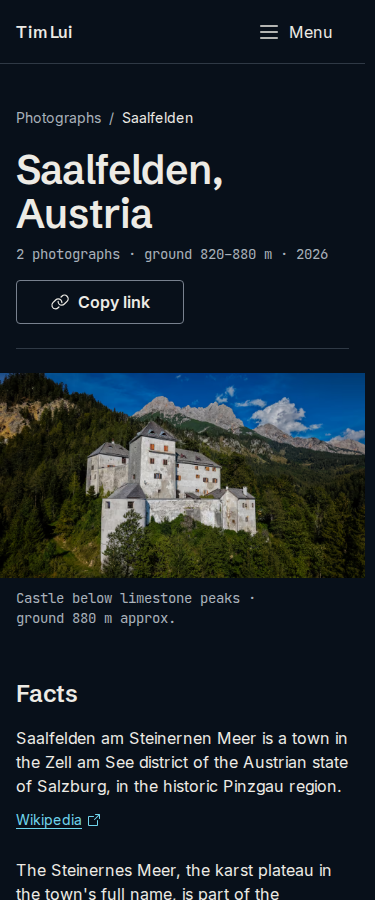 Tim Lui
Menu
Photographs / Saalfelden
Saalfelden,
Austria
2 photographs · ground 820–880 m · 2026
Copy link
Castle below limestone peaks ·
ground 880 m approx.
Facts
Saalfelden am Steinernen Meer is a town in
the Zell am See district of the Austrian state
of Salzburg, in the historic Pinzgau region.
Wikipedia
The Steinernes Meer, the karst plateau in
the town's full name, is part of the